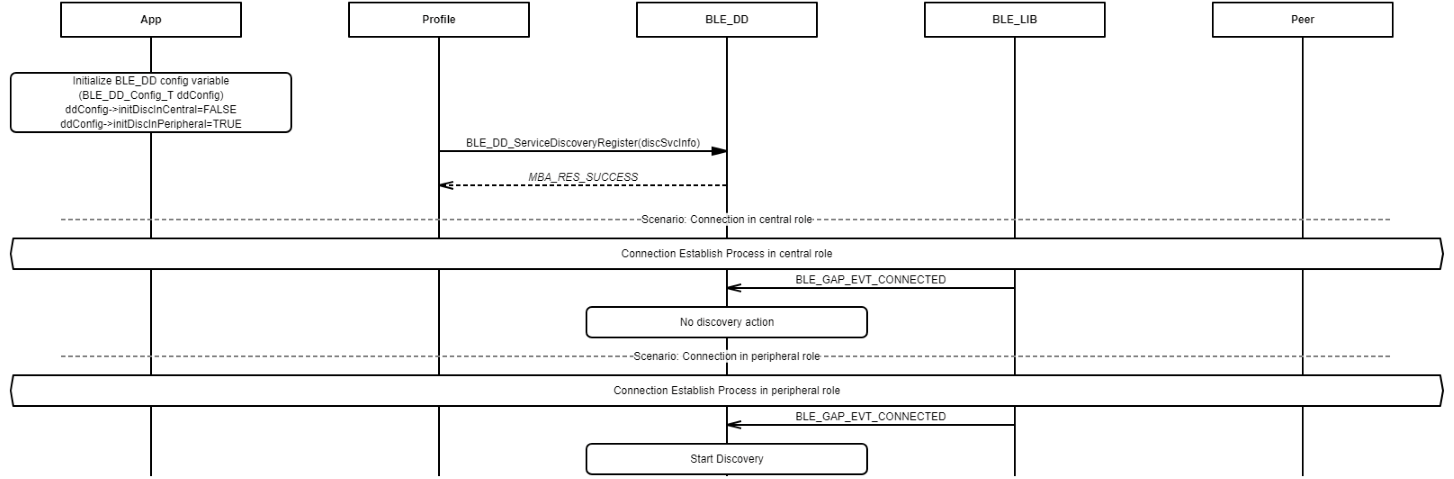 App
Profile
BLE_DD
BLE_LIB
Peer
Initialize BLE_DD config variable
(BLE_DD_Config_T ddConfig)
ddConfig->initDiscInCentral=FALSE
ddConfig->initDiscInPeripheral=TRUE
BLE_DD_ServiceDiscoveryRegister(discSvcInfo)
MBA_RES_SUCCESS
Scenario: Connection in central role
Connection Establish Process in central role
BLE_GAP_EVT_CONNECTED
No discovery action
Scenario: Connection in peripheral role
Connection Establish Process in peripheral role
BLE_GAP_EVT_CONNECTED
Start Discovery